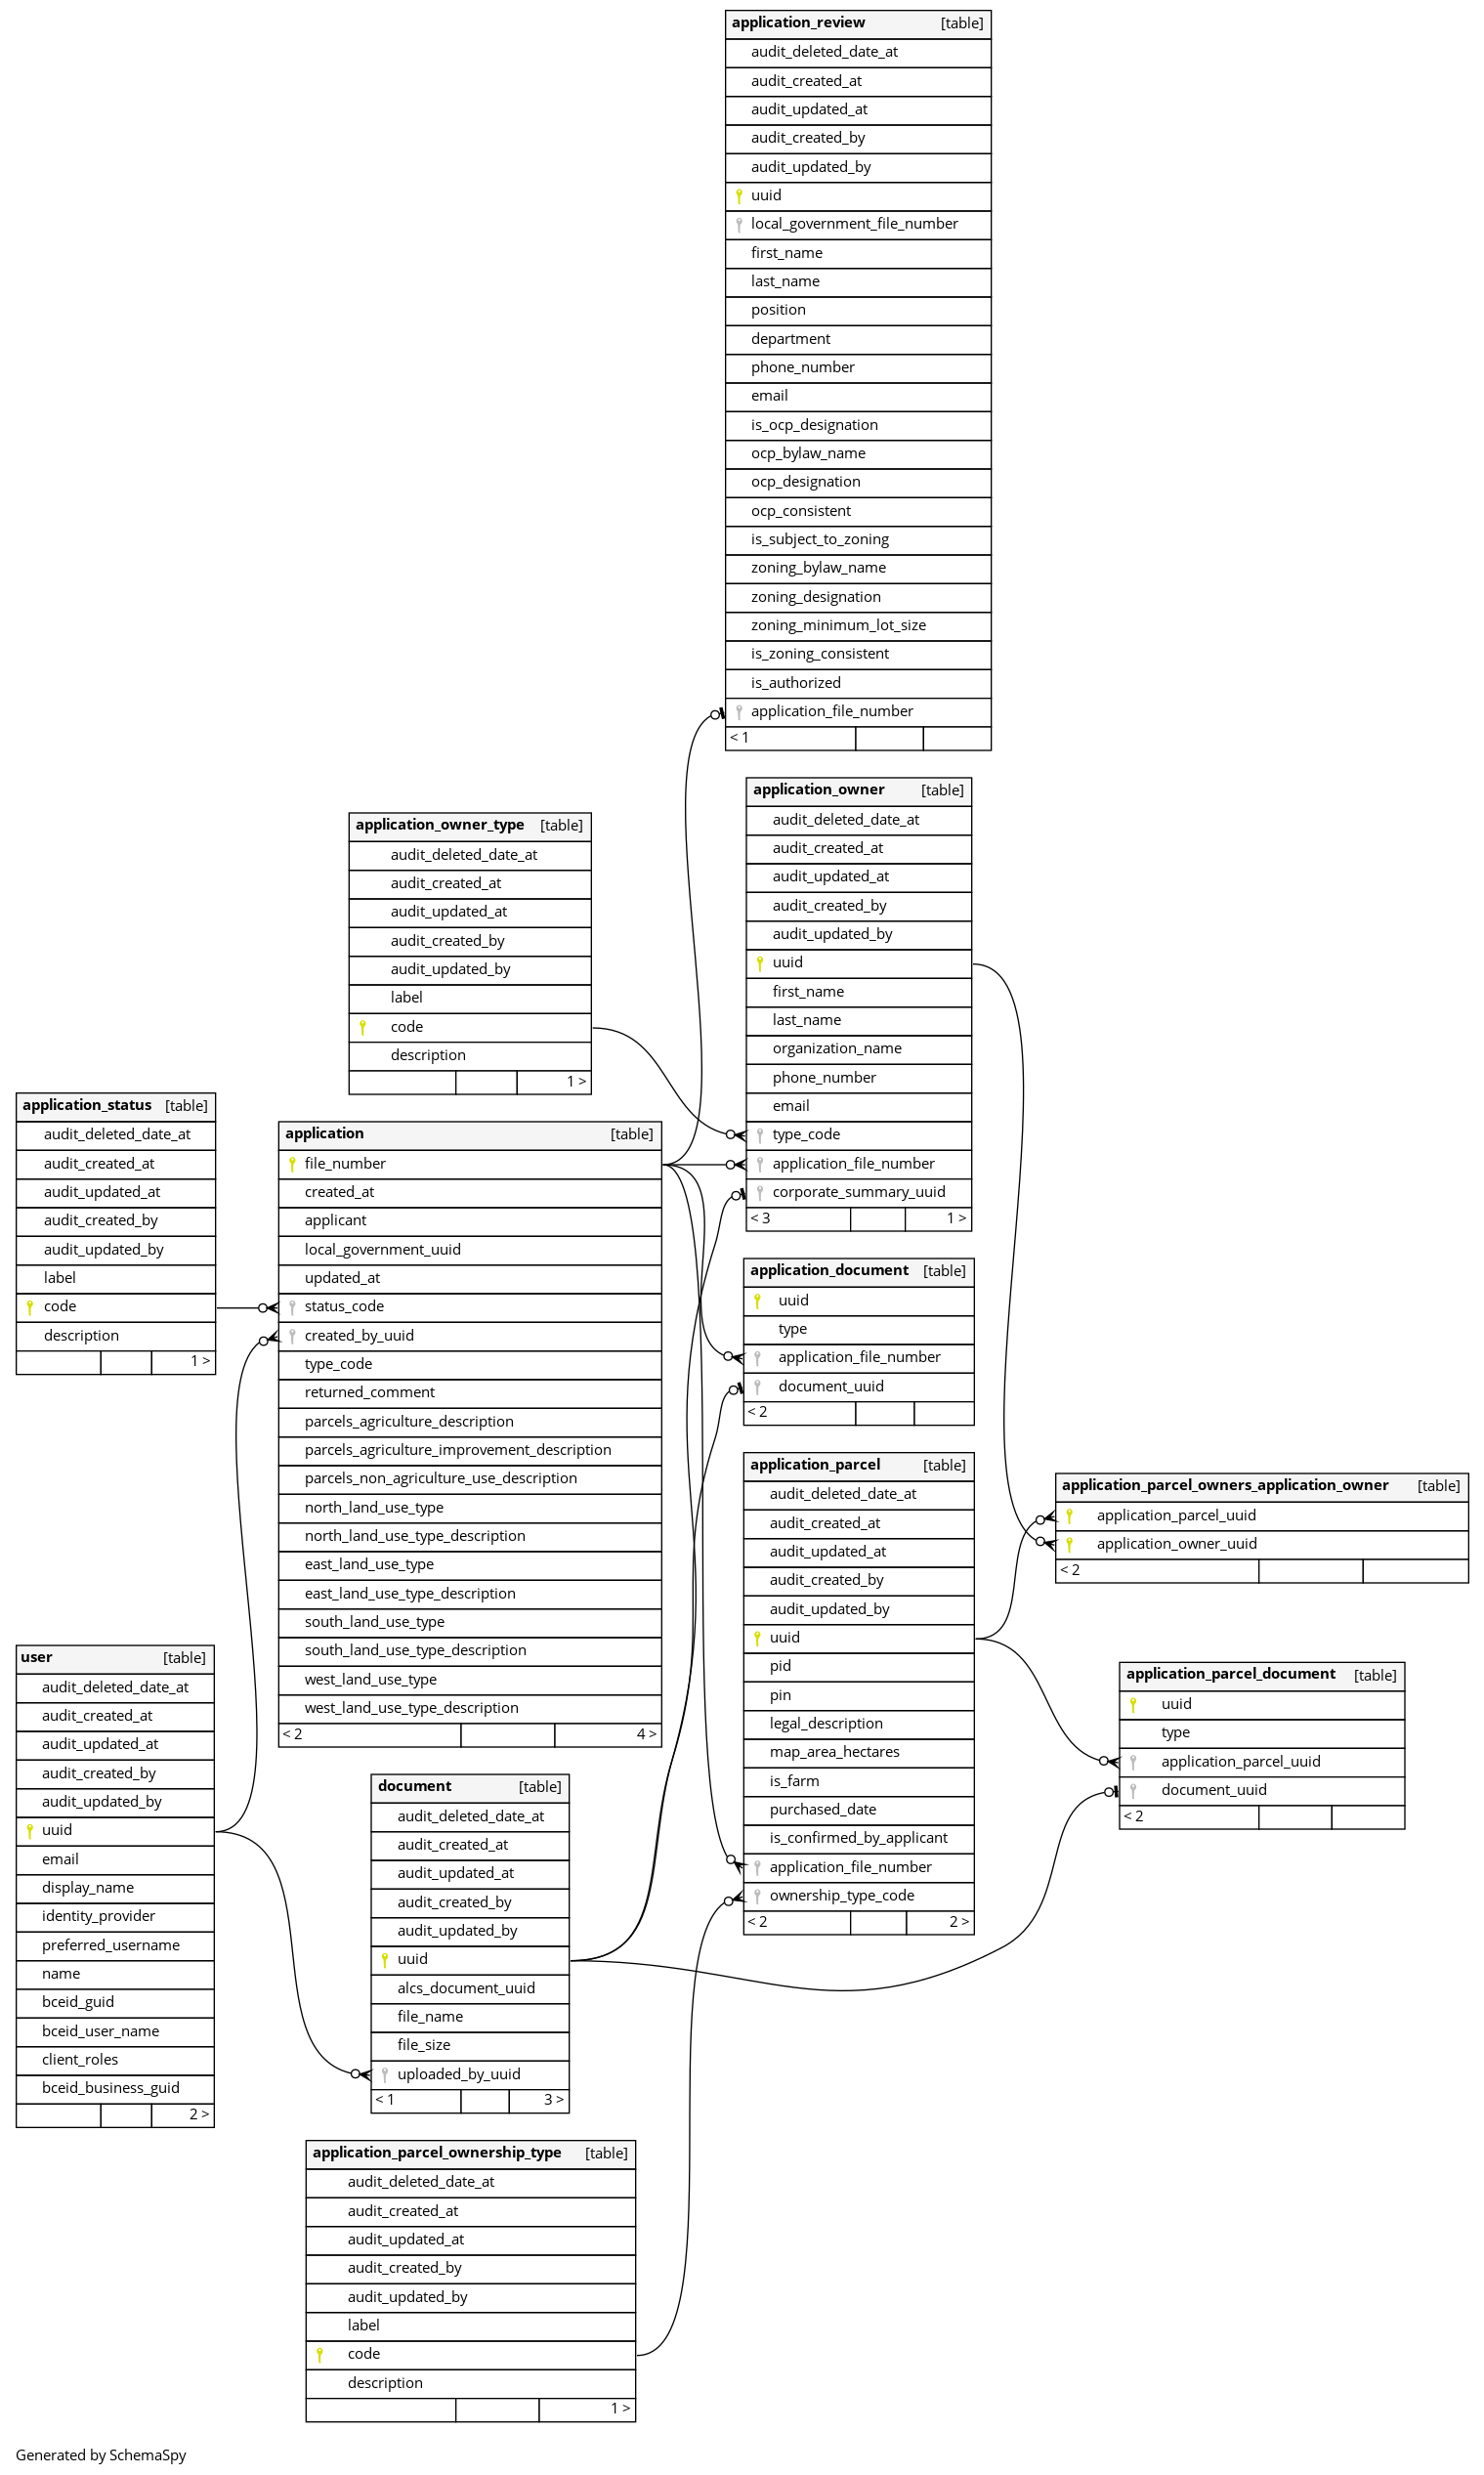 application_review [table]
audit_deleted_date_at
audit_created_at
audit_updated_at
audit_created_by
audit_updated_by
uuid
local_government_file_number
first_name
last_name
position
department
phone_number
email
is_ocp_designation
ocp_bylaw_name
ocp_designation
ocp_consistent
is_subject_to_zoning
zoning_bylaw_name
zoning_designation
zoning_minimum_lot_size
is_zoning_consistent
is_authorized
application_file_number
< 1
application_owner [table]
audit_deleted_date_at
audit_created_at
audit_updated_at
audit_created_by
audit_updated_by
uuid
first_name
last_name
organization_name
phone_number
email
type_code
application_file_number
corporate_summary_uuid
< 3 1 >
application_owner_type [table]
audit_deleted_date_at
audit_created_at
audit_updated_at
audit_created_by
audit_updated_by
label
code
description
1 >
application_status [table]
audit_deleted_date_at
audit_created_at
audit_updated_at
audit_created_by
audit_updated_by
label
code
description
1 >
application [table]
file_number
created_at
applicant
local_government_uuid
updated_at
status_code
created_by_uuid
type_code
returned_comment
parcels_agriculture_description
parcels_agriculture_improvement_description
parcels_non_agriculture_use_description
north_land_use_type
north_land_use_type_description
east_land_use_type
east_land_use_type_description
south_land_use_type
south_land_use_type_description
west_land_use_type
west_land_use_type_description
< 2 4 >
application_document [table]
uuid
type
application_file_number
document_uuid
< 2
application_parcel [table]
audit_deleted_date_at
audit_created_at
audit_updated_at
audit_created_by
audit_updated_by
uuid
pid
pin
legal_description
map_area_hectares
is_farm
purchased_date
is_confirmed_by_applicant
application_file_number
ownership_type_code
< 2 2 >
application_parcel_owners_application_owner [table]
application_parcel_uuid
application_owner_uuid
< 2
application_parcel_document [table]
uuid
type
application_parcel_uuid
document_uuid
< 2
user [table]
audit_deleted_date_at
audit_created_at
audit_updated_at
audit_created_by
audit_updated_by
uuid
email
display_name
identity_provider
preferred_username
name
bceid_guid
bceid_user_name
client_roles
bceid_business_guid
2 >
document [table]
audit_deleted_date_at
audit_created_at
audit_updated_at
audit_created_by
audit_updated_by
uuid
alcs_document_uuid
file_name
file_size
uploaded_by_uuid
< 1 3 >
application_parcel_ownership_type [table]
audit_deleted_date_at
audit_created_at
audit_updated_at
audit_created_by
audit_updated_by
label
code
description
1 >
Generated by SchemaSpy